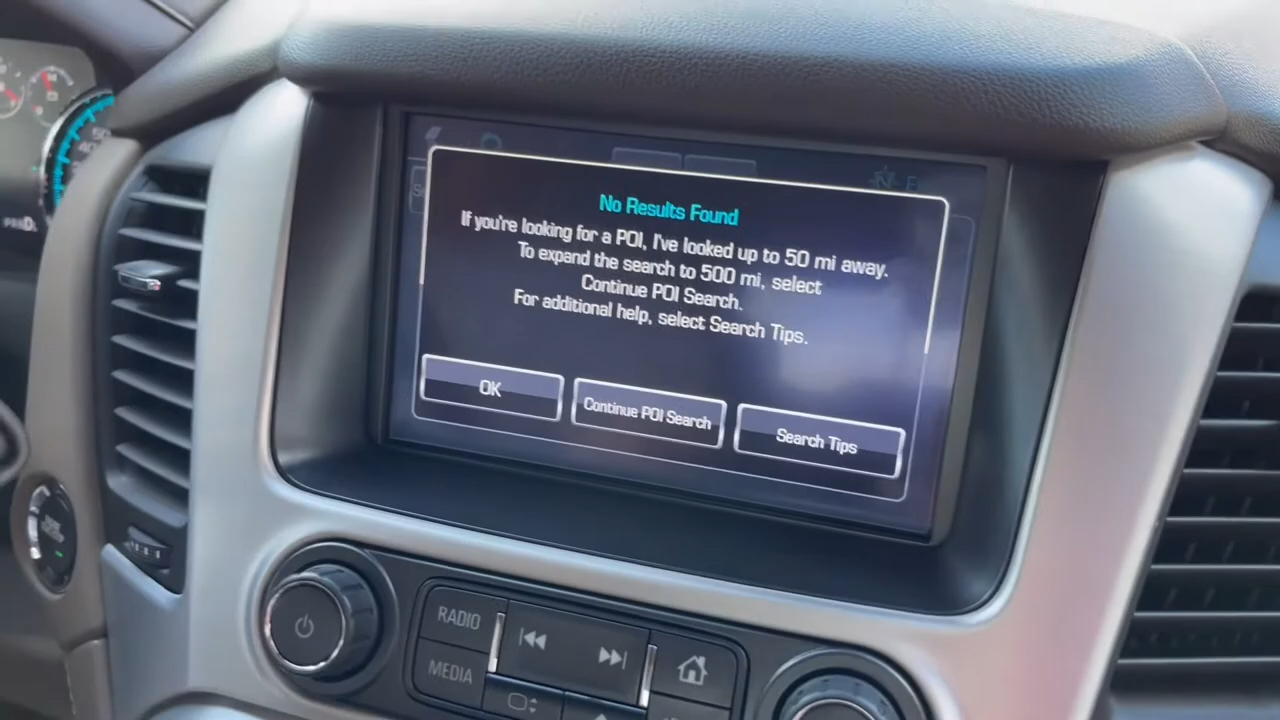 No Results Found
If you're looking for a POI, I've looked up to 50 mi away.
To expand the search to 500 mi, select
Continue POI Search.
For additional help, select Search Tips.
OK
Continue POI Search
Search Tips
RADIO
MEDIA